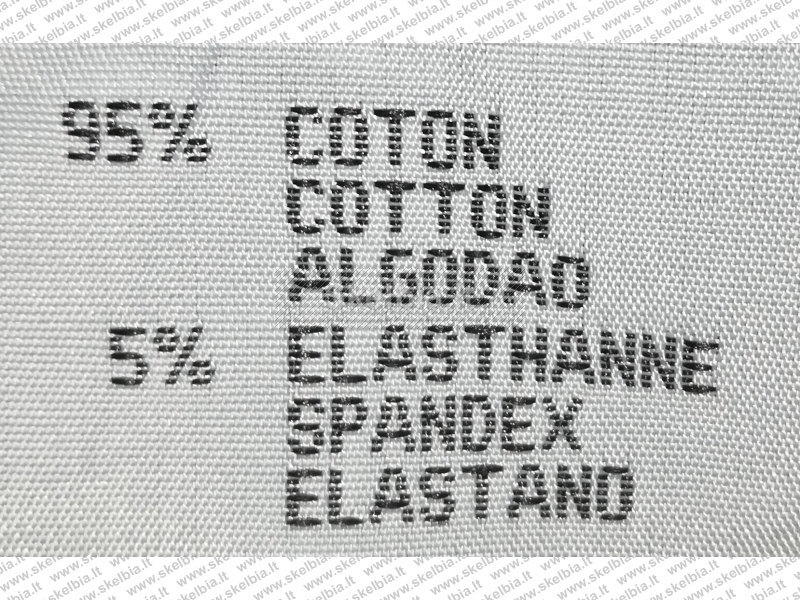 95% COTON
COTTON
ALGODAO
5% ELASTHANNE
SPANDEX
ELASTANO
www.skelbia.lt